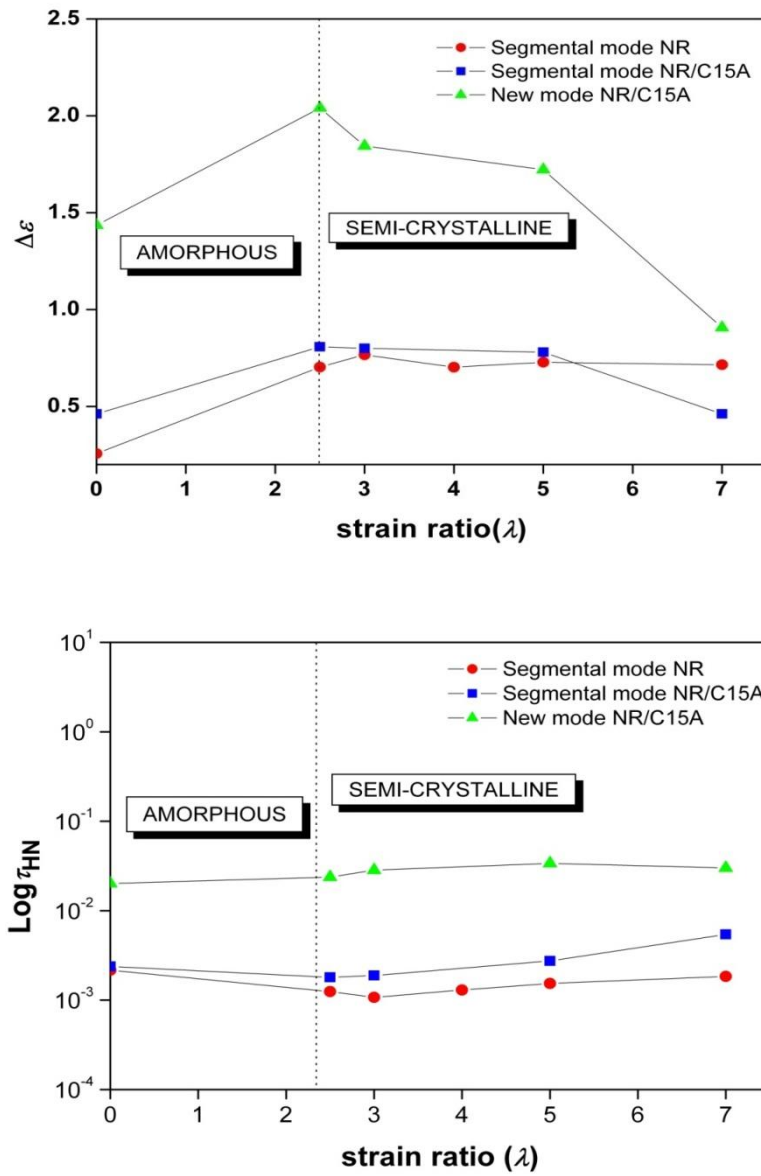 2.5
2.0
1.5
1.0
0.5
Δε
Segmental mode NR
Segmental mode NR/C15A
New mode NR/C15A
AMORPHOUS
SEMI-CRYSTALLINE
0 1 2 3 4 5 6 7
strain ratio(λ)
10¹
10⁰
10⁻¹
10⁻²
10⁻³
10⁻⁴
Log τHN
Segmental mode NR
Segmental mode NR/C15A
New mode NR/C15A
AMORPHOUS
SEMI-CRYSTALLINE
0 1 2 3 4 5 6 7
strain ratio (λ)